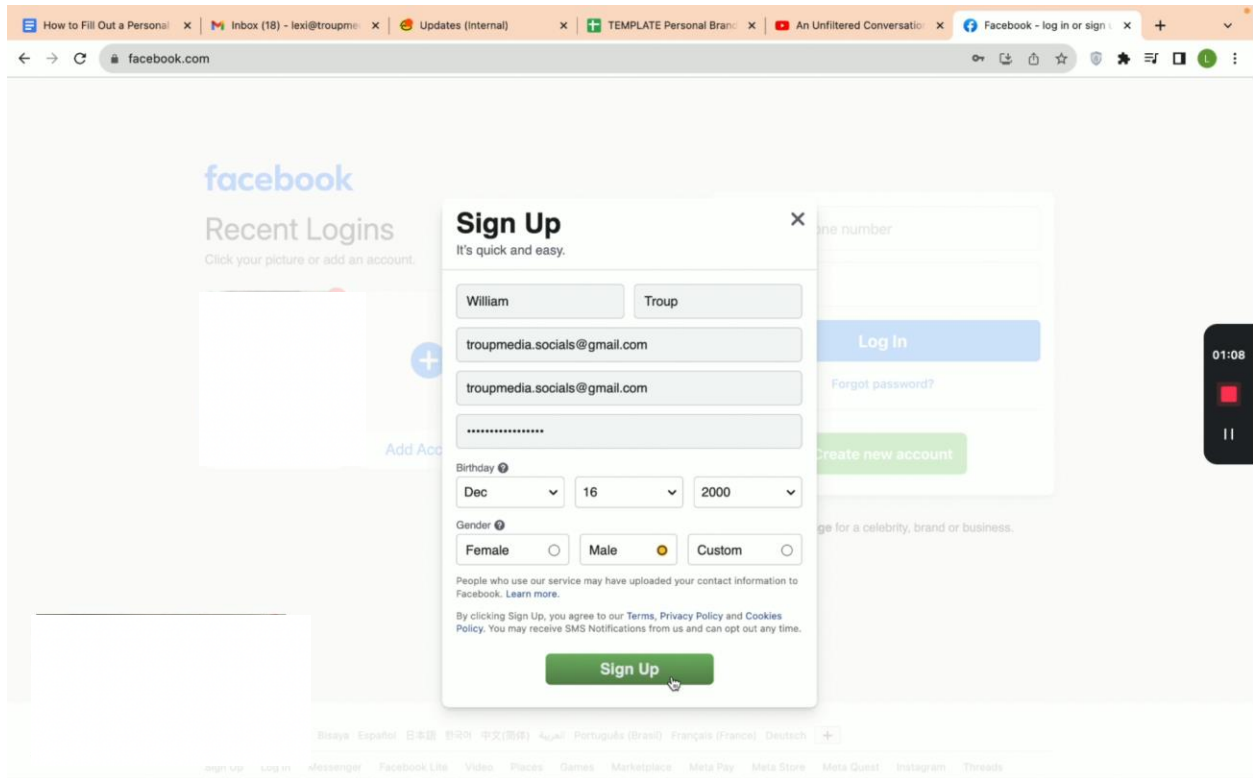 How to Fill Out a Personal
Inbox (18) - lexi@troupme
Updates (Internal)
TEMPLATE Personal Brand
An Unfiltered Conversatio
Facebook - log in or sign u
facebook.com
L
facebook
Recent Logins
Click your picture or add an account.
Add Acc
one number
Log In
Forgot password?
Create new account
ge for a celebrity, brand or business.
Sign Up
It's quick and easy.
William
Troup
troupmedia.socials@gmail.com
troupmedia.socials@gmail.com
•••••••••••••••••
Birthday
Dec
16
2000
Gender
Female
Male
Custom
People who use our service may have uploaded your contact information to
Facebook. Learn more.
By clicking Sign Up, you agree to our Terms, Privacy Policy and Cookies
Policy. You may receive SMS Notifications from us and can opt out any time.
Sign Up
01:08
Bisaya Español 日本語 한국어 中文(简体) العربية Português (Brasil) Français (France) Deutsch
Sign Up Log In Messenger Facebook Lite Video Places Games Marketplace Meta Pay Meta Store Meta Quest Instagram Threads